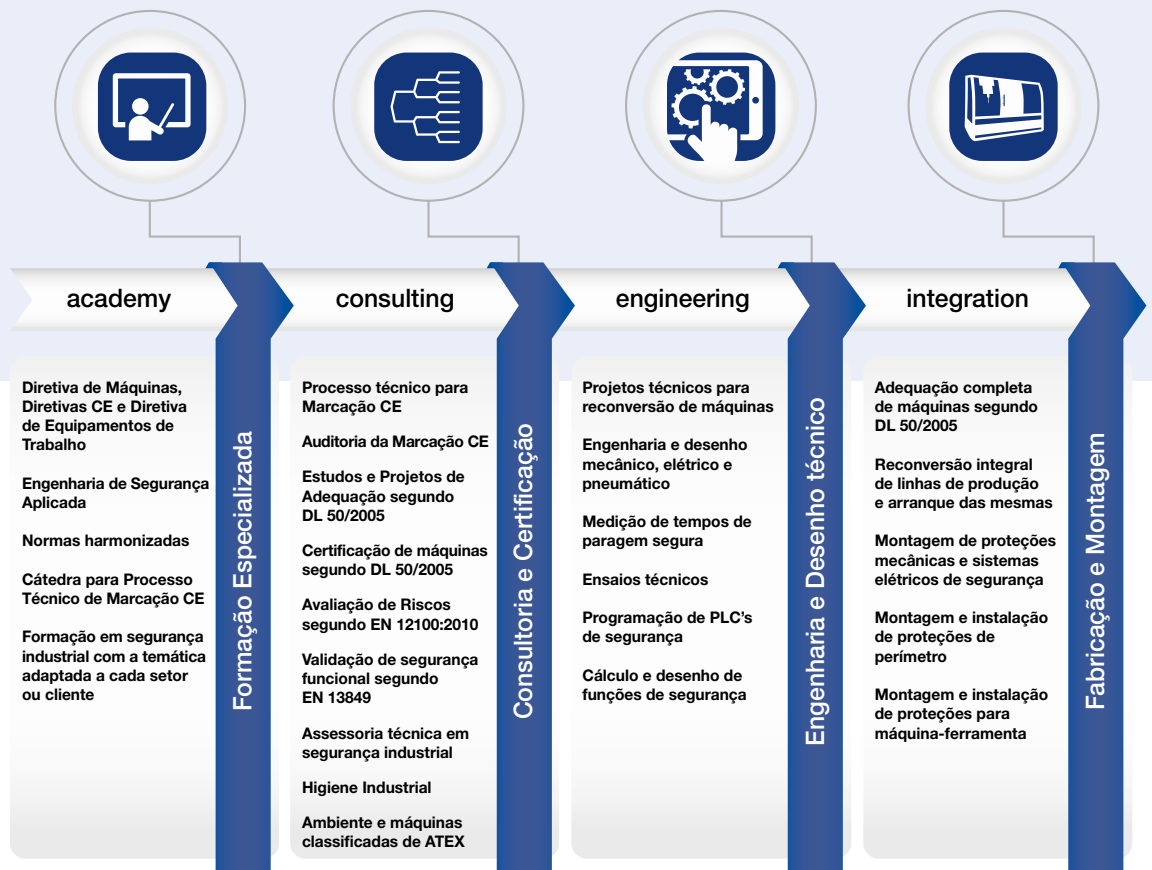 academy
Diretiva de Máquinas,
Diretivas CE e Diretiva
de Equipamentos de
Trabalho
Engenharia de Segurança
Aplicada
Normas harmonizadas
Cátedra para Processo
Técnico de Marcação CE
Formação em segurança
industrial com a temática
adaptada a cada setor
ou cliente
Formação Especializada
consulting
Processo técnico para
Marcação CE
Auditoria da Marcação CE
Estudos e Projetos de
Adequação segundo
DL 50/2005
Certificação de máquinas
segundo DL 50/2005
Avaliação de Riscos
segundo EN 12100:2010
Validação de segurança
funcional segundo
EN 13849
Assessoria técnica em
segurança industrial
Higiene Industrial
Ambiente e máquinas
classificadas de ATEX
Consultoria e Certificação
engineering
Projetos técnicos para
reconversão de máquinas
Engenharia e desenho
mecânico, elétrico e
pneumático
Medição de tempos de
paragem segura
Ensaios técnicos
Programação de PLC's
de segurança
Cálculo e desenho de
funções de segurança
Engenharia e Desenho técnico
integration
Adequação completa
de máquinas segundo
DL 50/2005
Reconversão integral
de linhas de produção
e arranque das mesmas
Montagem de proteções
mecânicas e sistemas
elétricos de segurança
Montagem e instalação
de proteções de
perímetro
Montagem e instalação
de proteções para
máquina-ferramenta
Fabricação e Montagem